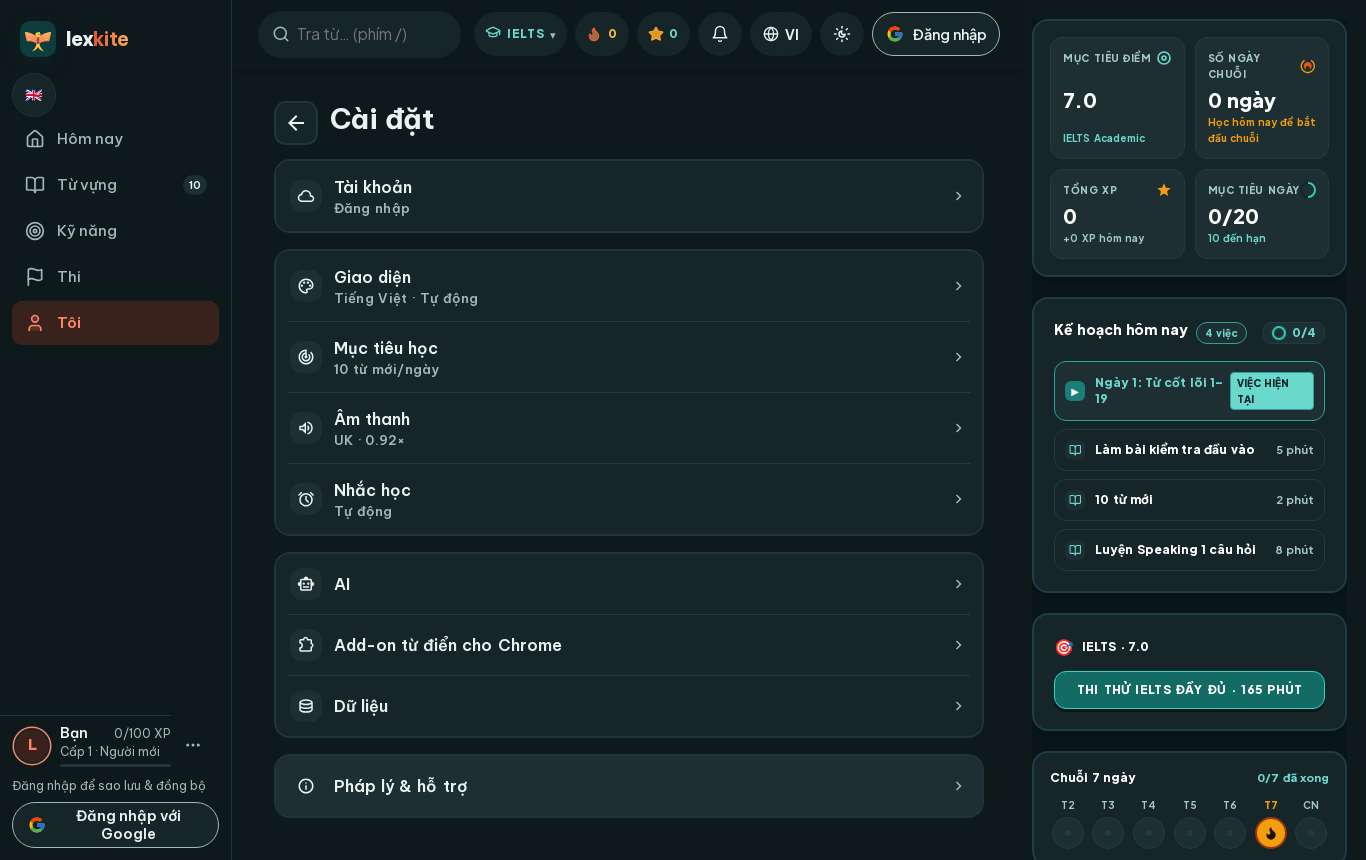 lexkite
Hôm nay
Từ vựng 10
Kỹ năng
Thi
Tôi
Bạn 0/100 XP
Cấp 1 · Người mới
Đăng nhập để sao lưu & đồng bộ
Đăng nhập với
Google
Tra từ... (phím /)
IELTS ▾
0
0
VI
Đăng nhập
Cài đặt
Tài khoản
Đăng nhập
Giao diện
Tiếng Việt · Tự động
Mục tiêu học
10 từ mới/ngày
Âm thanh
UK · 0.92×
Nhắc học
Tự động
AI
Add-on từ điển cho Chrome
Dữ liệu
Pháp lý & hỗ trợ
MỤC TIÊU ĐIỂM
7.0
IELTS Academic
SỐ NGÀY
CHUỖI
0 ngày
Học hôm nay để bắt
đầu chuỗi
TỔNG XP
0
+0 XP hôm nay
MỤC TIÊU NGÀY
0/20
10 đến hạn
Kế hoạch hôm nay 4 việc 0/4
Ngày 1: Từ cốt lõi 1–
19
VIỆC HIỆN
TẠI
Làm bài kiểm tra đầu vào 5 phút
10 từ mới 2 phút
Luyện Speaking 1 câu hỏi 8 phút
IELTS · 7.0
THI THỬ IELTS ĐẦY ĐỦ · 165 PHÚT
Chuỗi 7 ngày 0/7 đã xong
T2 T3 T4 T5 T6 T7 CN
L